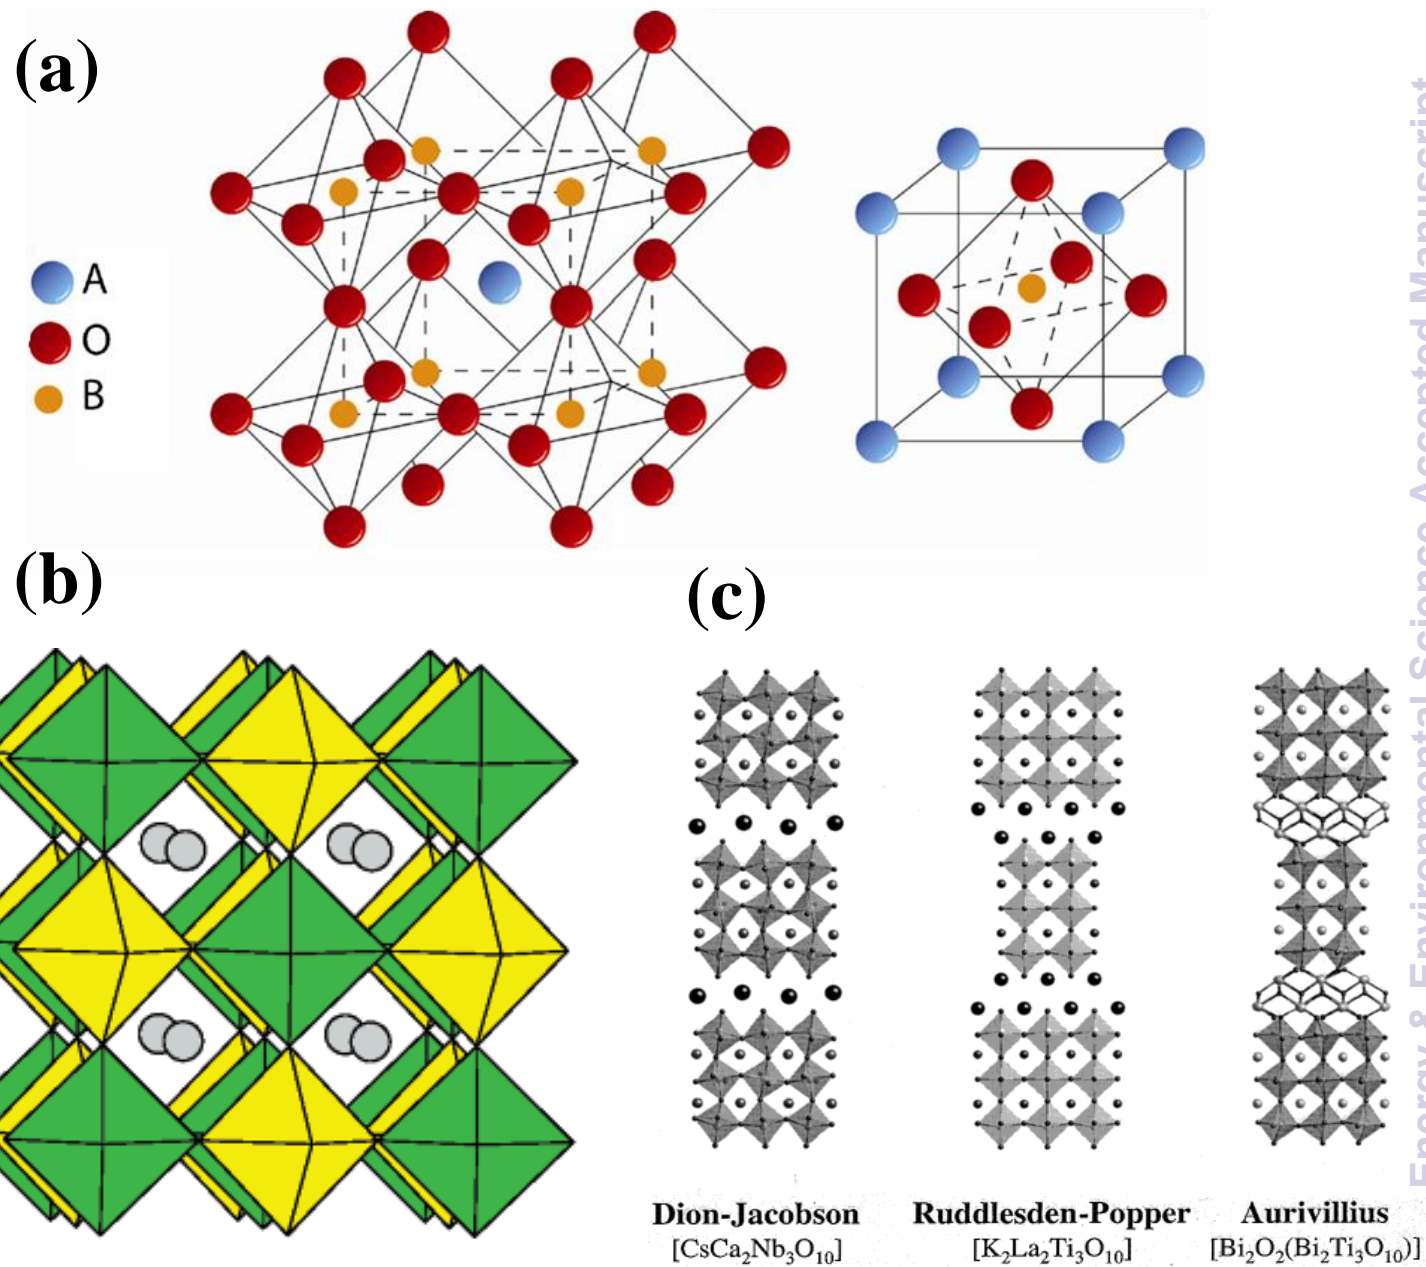 (a)
A
O
B
(b)
(c)
Dion-Jacobson
[CsCa₂Nb₃O₁₀]
Ruddlesden-Popper
[K₂La₂Ti₃O₁₀]
Aurivillius
[Bi₂O₂(Bi₂Ti₃O₁₀)]
Energy & Environmental Science Accepted Manuscript